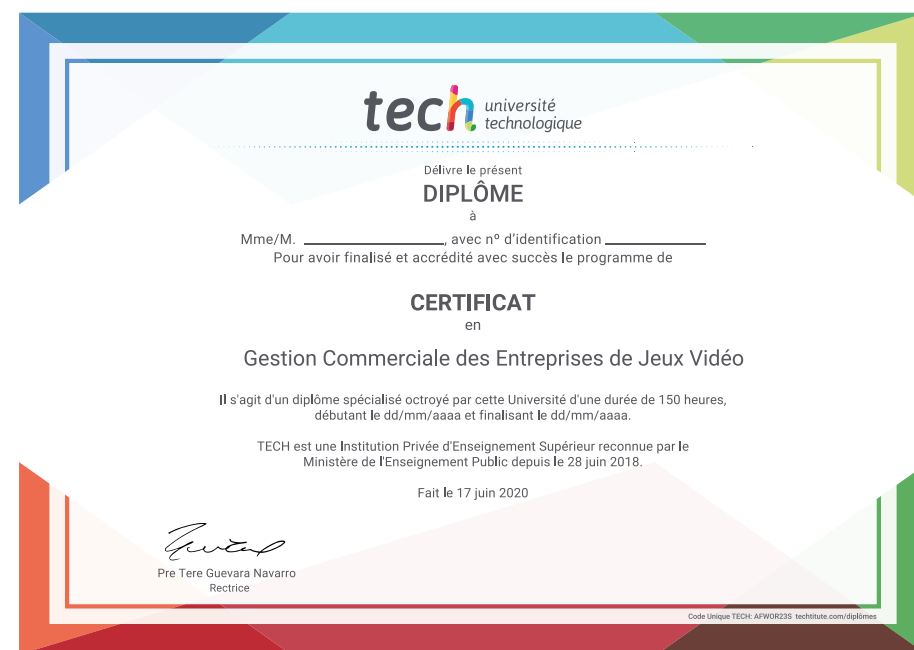 tech université
technologique
Délivre le présent
DIPLÔME
à
Mme/M. ____________________, avec nº d'identification ______________
Pour avoir finalisé et accrédité avec succès le programme de
CERTIFICAT
en
Gestion Commerciale des Entreprises de Jeux Vidéo
Il s'agit d'un diplôme spécialisé octroyé par cette Université d'une durée de 150 heures,
débutant le dd/mm/aaaa et finalisant le dd/mm/aaaa.
TECH est une Institution Privée d'Enseignement Supérieur reconnue par le
Ministère de l'Enseignement Public depuis le 28 juin 2018.
Fait le 17 juin 2020
Pre Tere Guevara Navarro
Rectrice
Code Unique TECH: AFWOR23S techtitute.com/diplômes